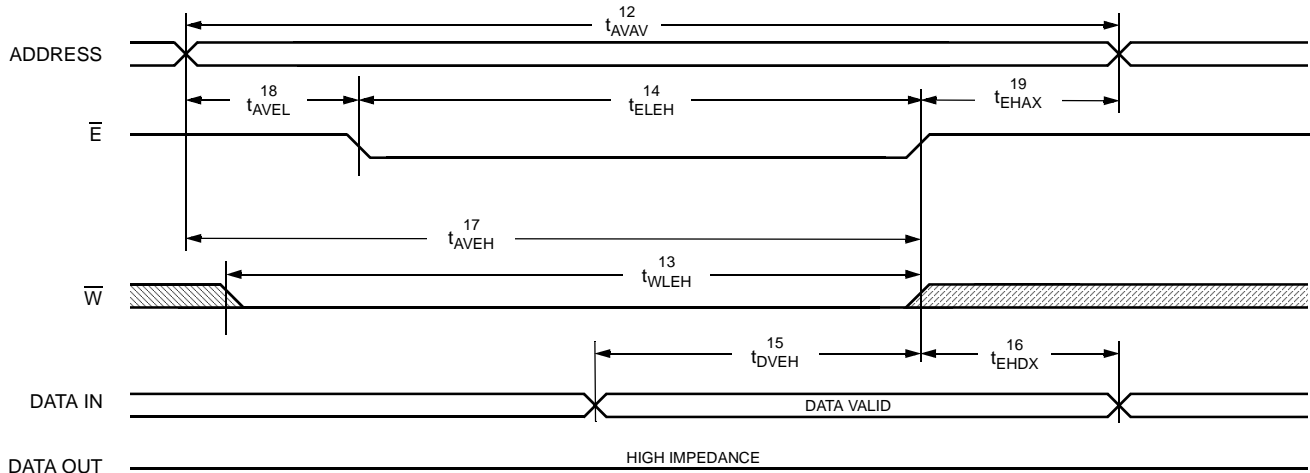 12
tAVAV
ADDRESS
18
tAVEL
14
tELEH
19
tEHAX
E̅
17
tAVEH
13
tWLEH
W̅
15
tDVEH
16
tEHDX
DATA IN
DATA VALID
DATA OUT
HIGH IMPEDANCE